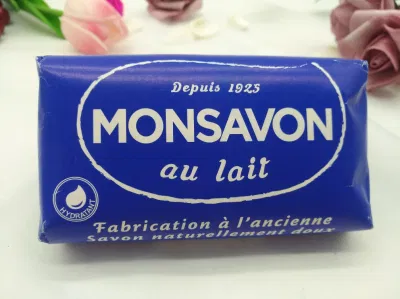 Depuis 1925
MONSAVON
au lait
HYDRATANT
Fabrication à l'ancienne
Savon naturellement doux